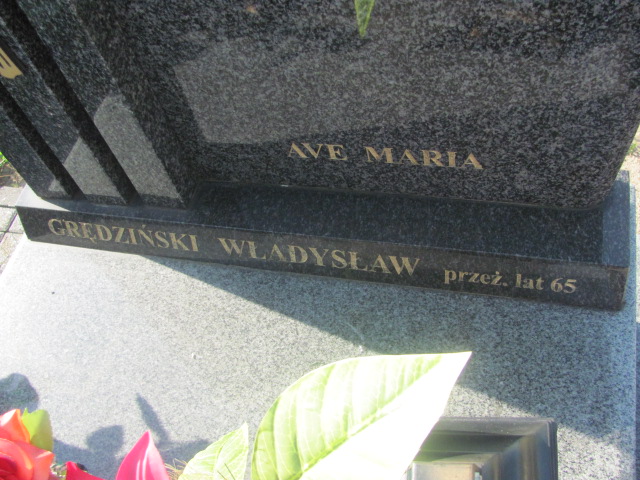 AVE MARIA
GRĘDZIŃSKI WŁADYSŁAW przeż. lat 65